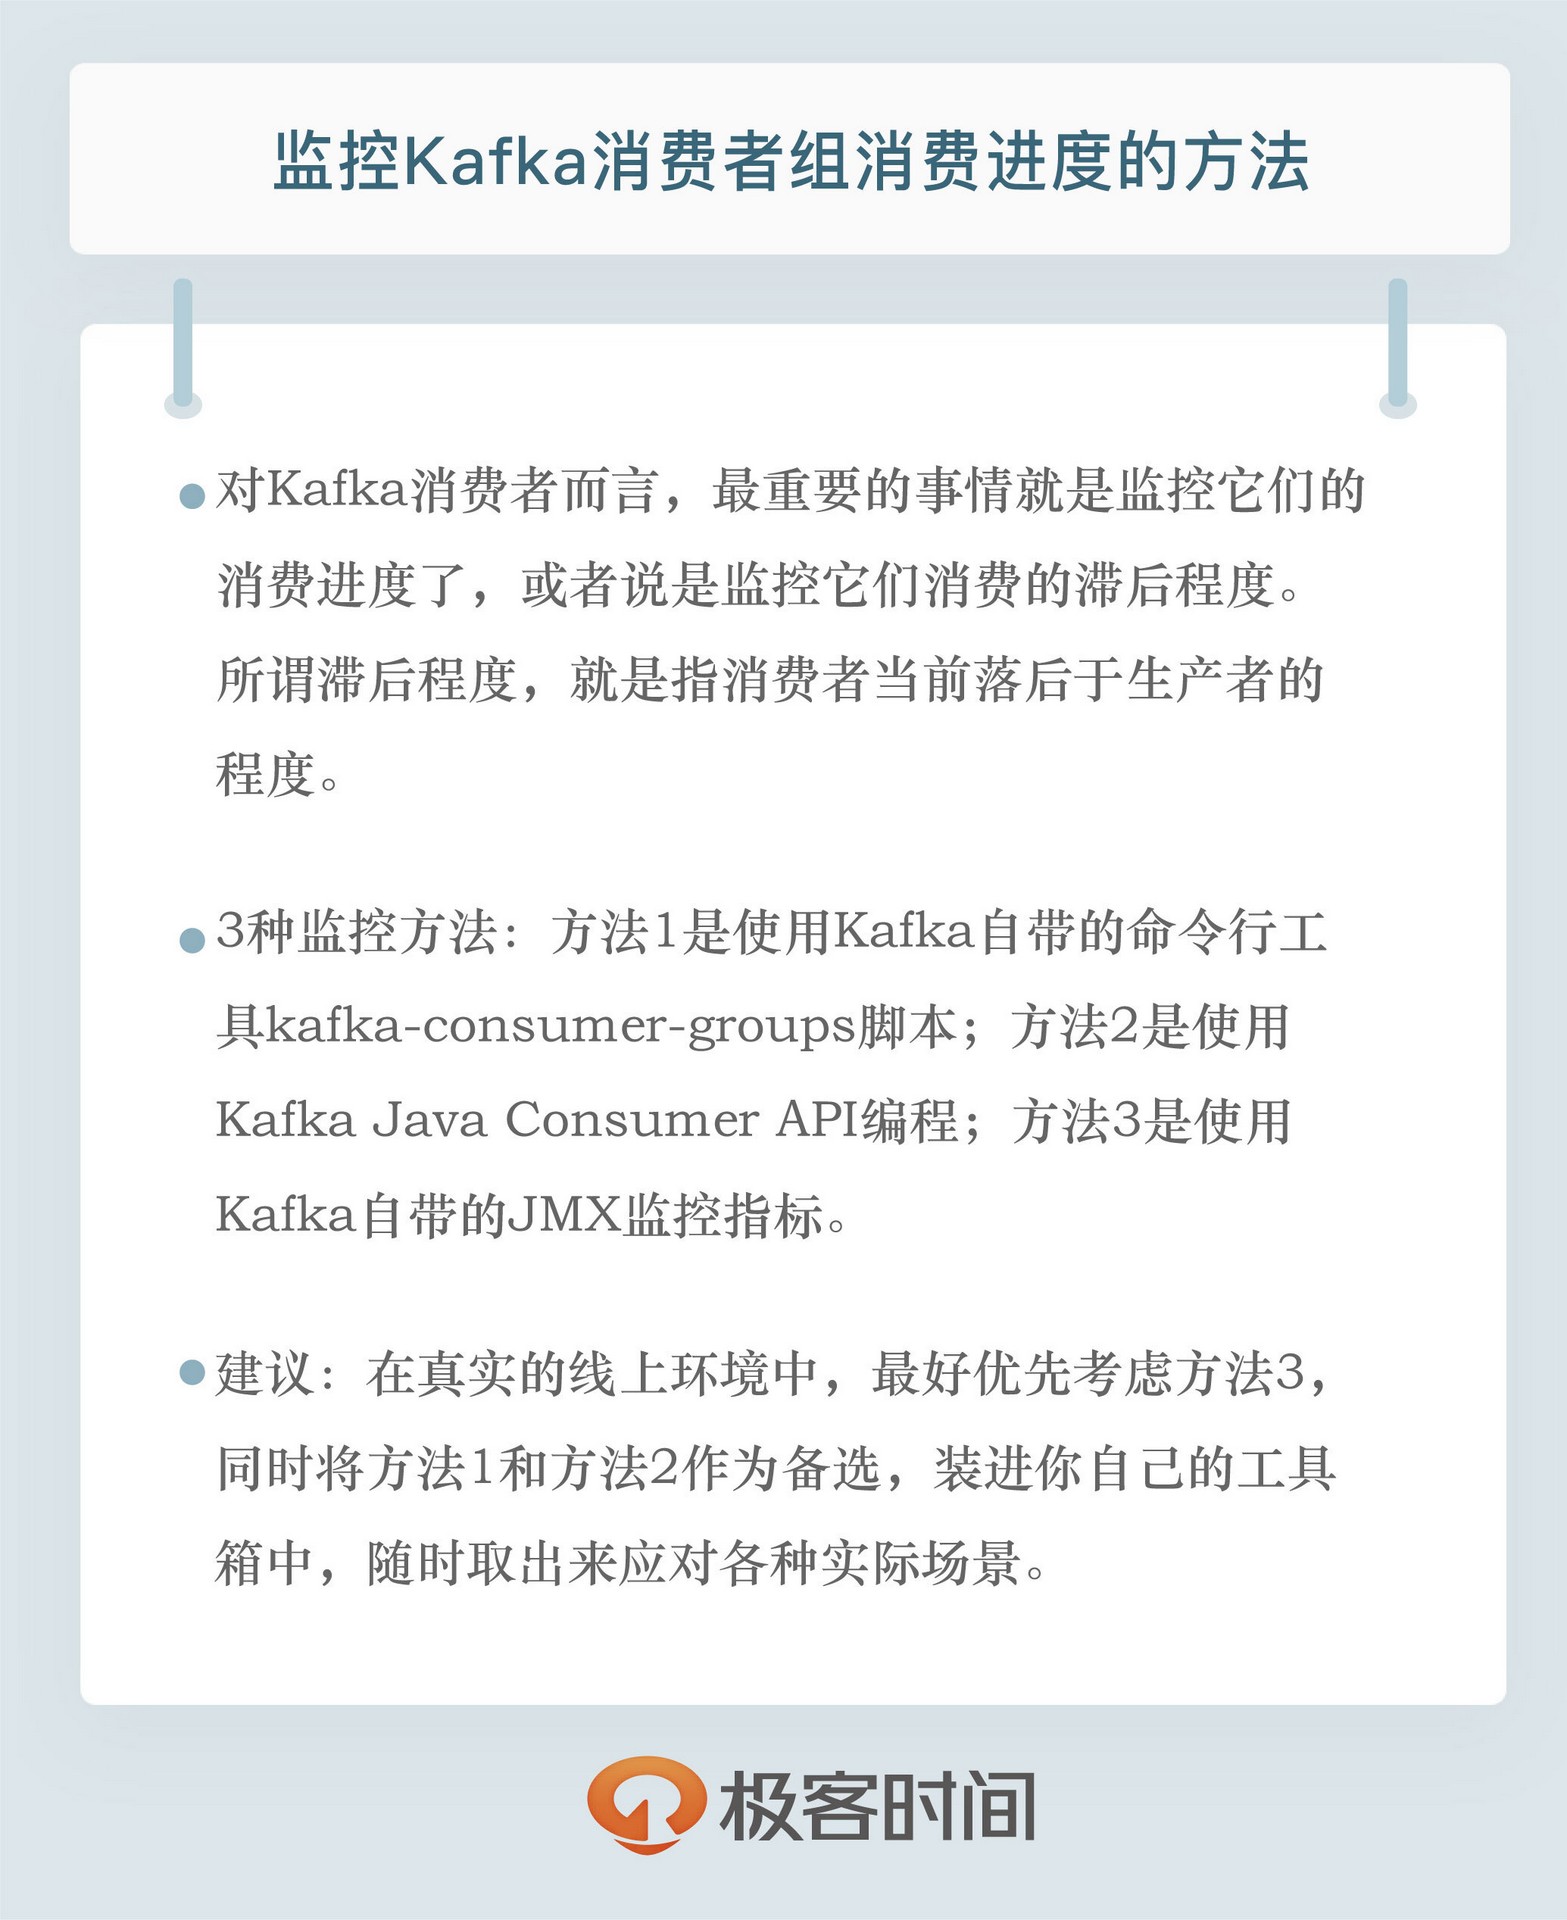 监控Kafka消费者组消费进度的方法
对Kafka消费者而言，最重要的事情就是监控它们的
消费进度了，或者说是监控它们消费的滞后程度。
所谓滞后程度，就是指消费者当前落后于生产者的
程度。
3种监控方法：方法1是使用Kafka自带的命令行工
具kafka-consumer-groups脚本；方法2是使用
Kafka Java Consumer API编程；方法3是使用
Kafka自带的JMX监控指标。
建议：在真实的线上环境中，最好优先考虑方法3，
同时将方法1和方法2作为备选，装进你自己的工具
箱中，随时取出来应对各种实际场景。
极客时间